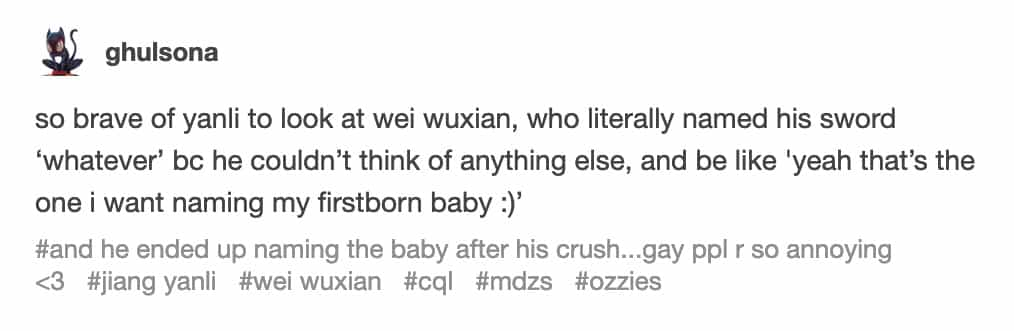 ghulsona
so brave of yanli to look at wei wuxian, who literally named his sword
‘whatever’ bc he couldn’t think of anything else, and be like 'yeah that’s the
one i want naming my firstborn baby :)’
#and he ended up naming the baby after his crush...gay ppl r so annoying
<3 #jiang yanli #wei wuxian #cql #mdzs #ozzies